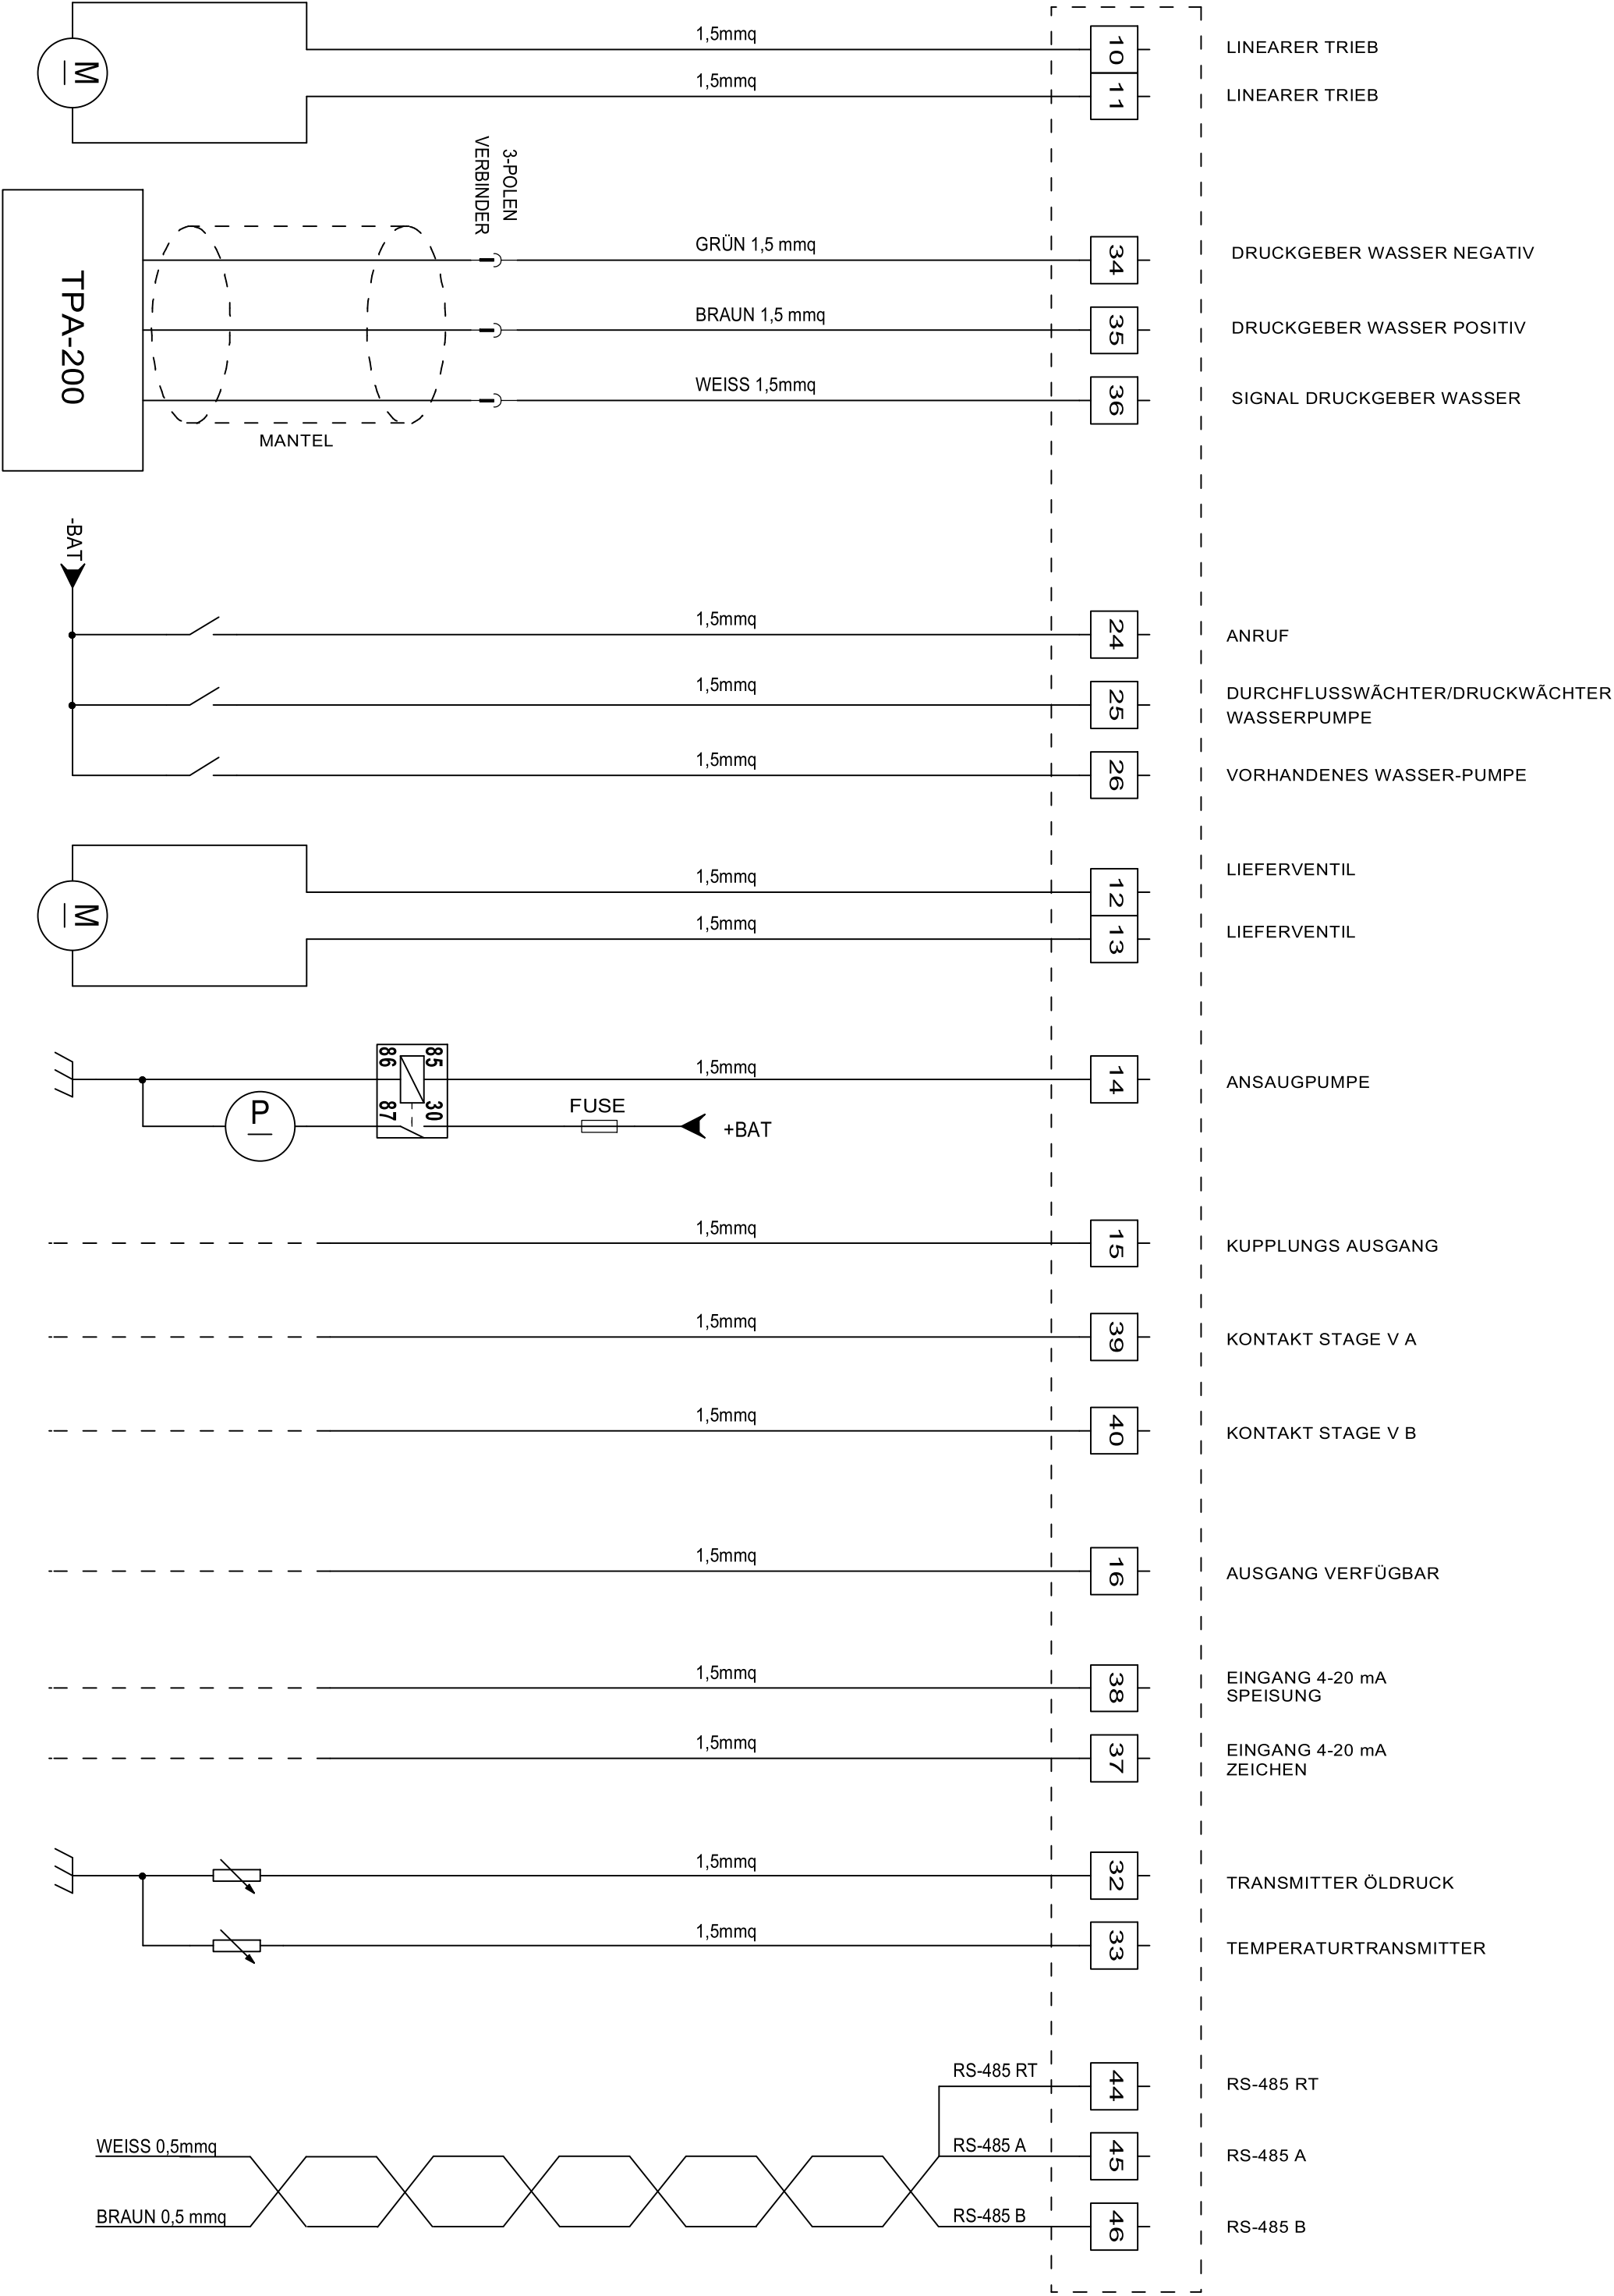 1,5mmq
10
LINEARER TRIEB
M
1,5mmq
11
LINEARER TRIEB
3-POLEN
VERBINDER
TPA-200
GRÜN 1,5 mmq
34
DRUCKGEBER WASSER NEGATIV
BRAUN 1,5 mmq
35
DRUCKGEBER WASSER POSITIV
WEISS 1,5mmq
36
SIGNAL DRUCKGEBER WASSER
MANTEL
-BAT
1,5mmq
24
ANRUF
1,5mmq
25
DURCHFLUSSWÃCHTER/DRUCKWÃCHTER
WASSERPUMPE
1,5mmq
26
VORHANDENES WASSER-PUMPE
M
1,5mmq
12
LIEFERVENTIL
1,5mmq
13
LIEFERVENTIL
86
85
1,5mmq
14
ANSAUGPUMPE
P
87
30
FUSE
+BAT
1,5mmq
15
KUPPLUNGS AUSGANG
1,5mmq
39
KONTAKT STAGE V A
1,5mmq
40
KONTAKT STAGE V B
1,5mmq
16
AUSGANG VERFÜGBAR
1,5mmq
38
EINGANG 4-20 mA
SPEISUNG
1,5mmq
37
EINGANG 4-20 mA
ZEICHEN
1,5mmq
32
TRANSMITTER ÖLDRUCK
1,5mmq
33
TEMPERATURTRANSMITTER
RS-485 RT
44
RS-485 RT
WEISS 0,5mmq
RS-485 A
45
RS-485 A
BRAUN 0,5 mmq
RS-485 B
46
RS-485 B